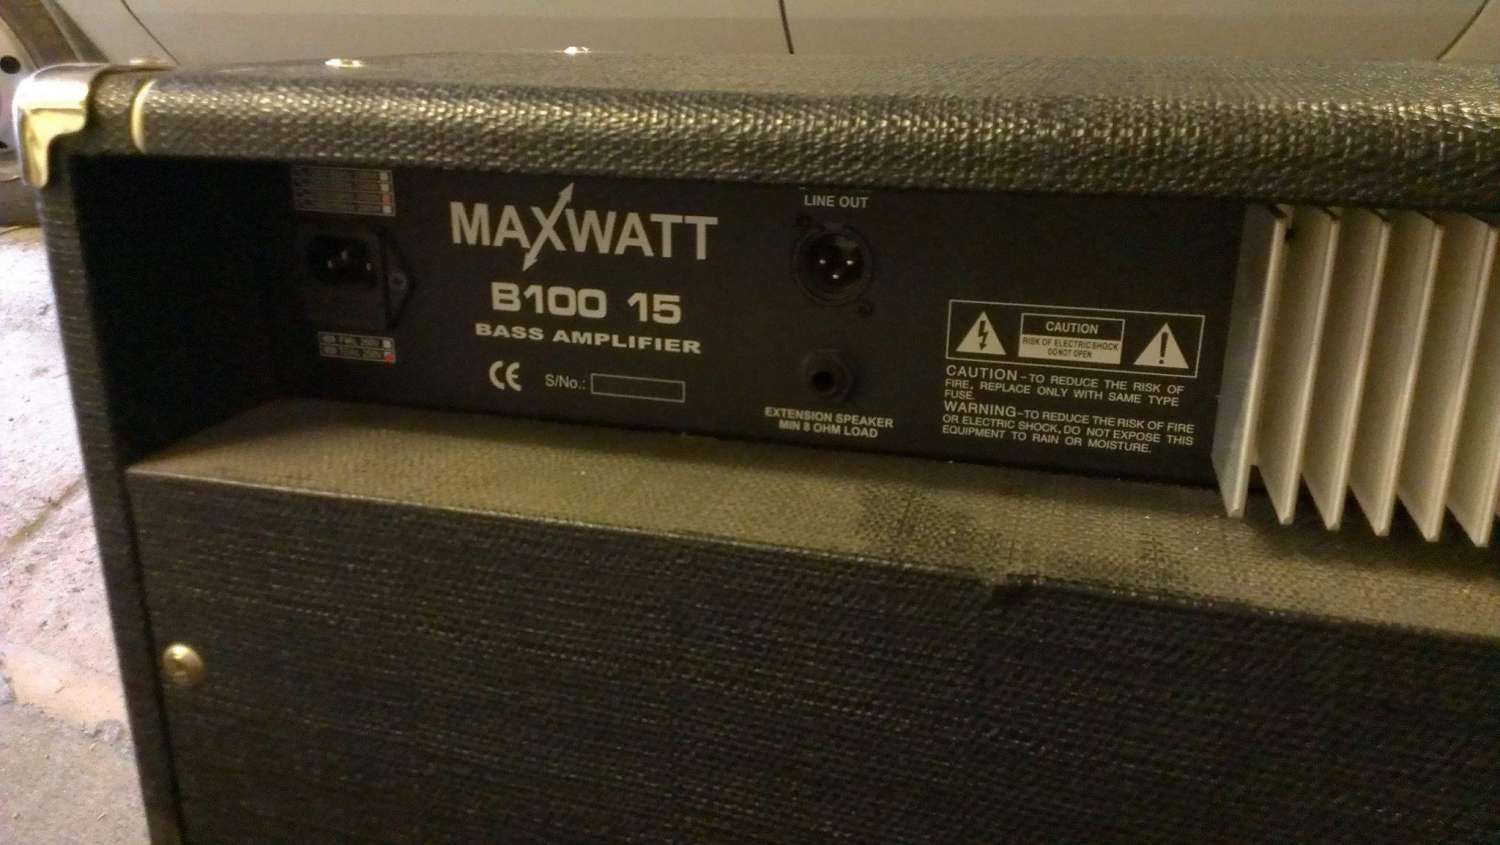 MAXWATT
B100 15
BASS AMPLIFIER
CE
S/No.:
LINE OUT
EXTENSION SPEAKER
MIN 8 OHM LOAD
CAUTION
RISK OF ELECTRIC SHOCK
DO NOT OPEN
CAUTION-TO REDUCE THE RISK OF
FIRE, REPLACE ONLY WITH SAME TYPE
FUSE.
WARNING-TO REDUCE THE RISK OF FIRE
OR ELECTRIC SHOCK, DO NOT EXPOSE THIS
EQUIPMENT TO RAIN OR MOISTURE.